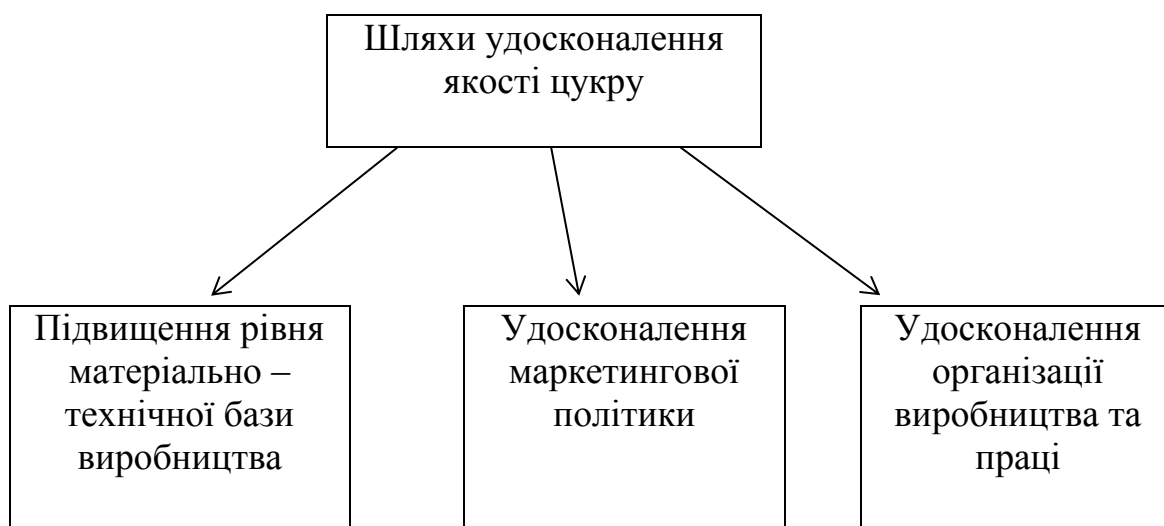 Шляхи удосконалення
якості цукру
Підвищення рівня
матеріально –
технічної бази
виробництва
Удосконалення
маркетингової
політики
Удосконалення
організації
виробництва та
праці